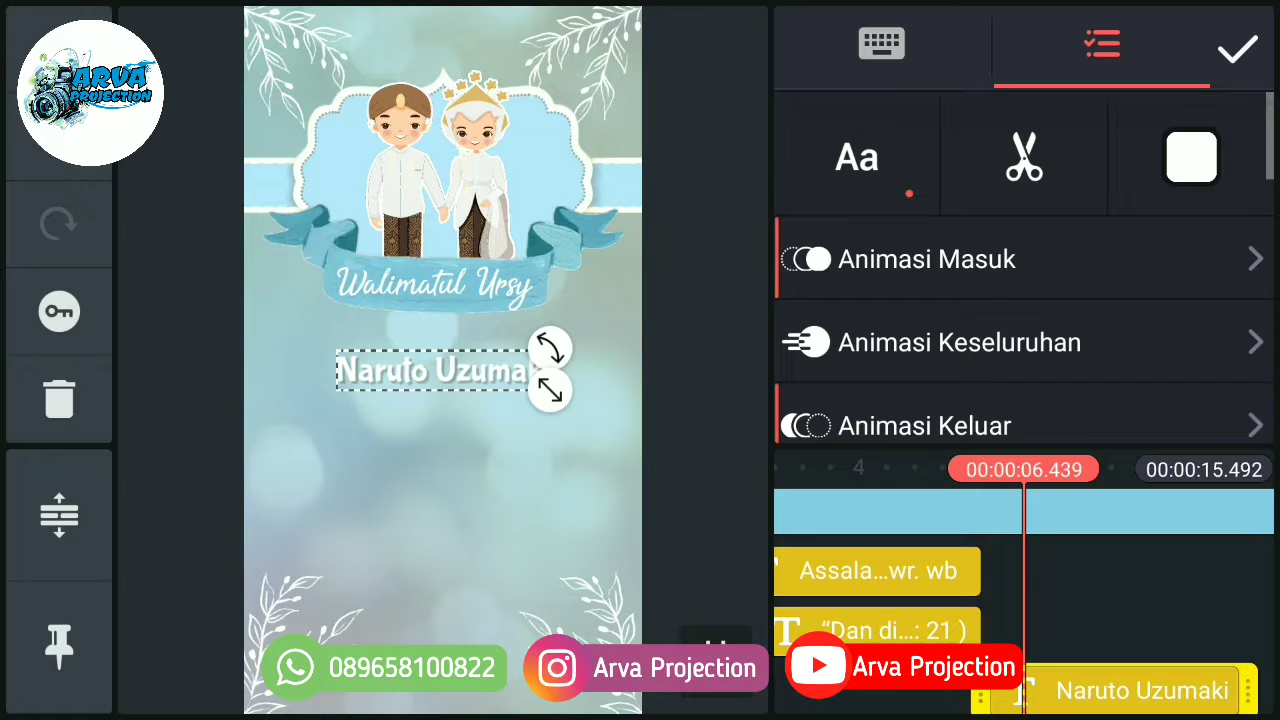 ARVA
PROJECTION
Walimatul Ursy
Naruto Uzumaki
Aa
Animasi Masuk
Animasi Keseluruhan
Animasi Keluar
4
00:00:06.439
00:00:15.492
Assala...wr. wb
T “Dan di...: 21 )
T Naruto Uzumaki
089658100822
Arva Projection
Arva Projection